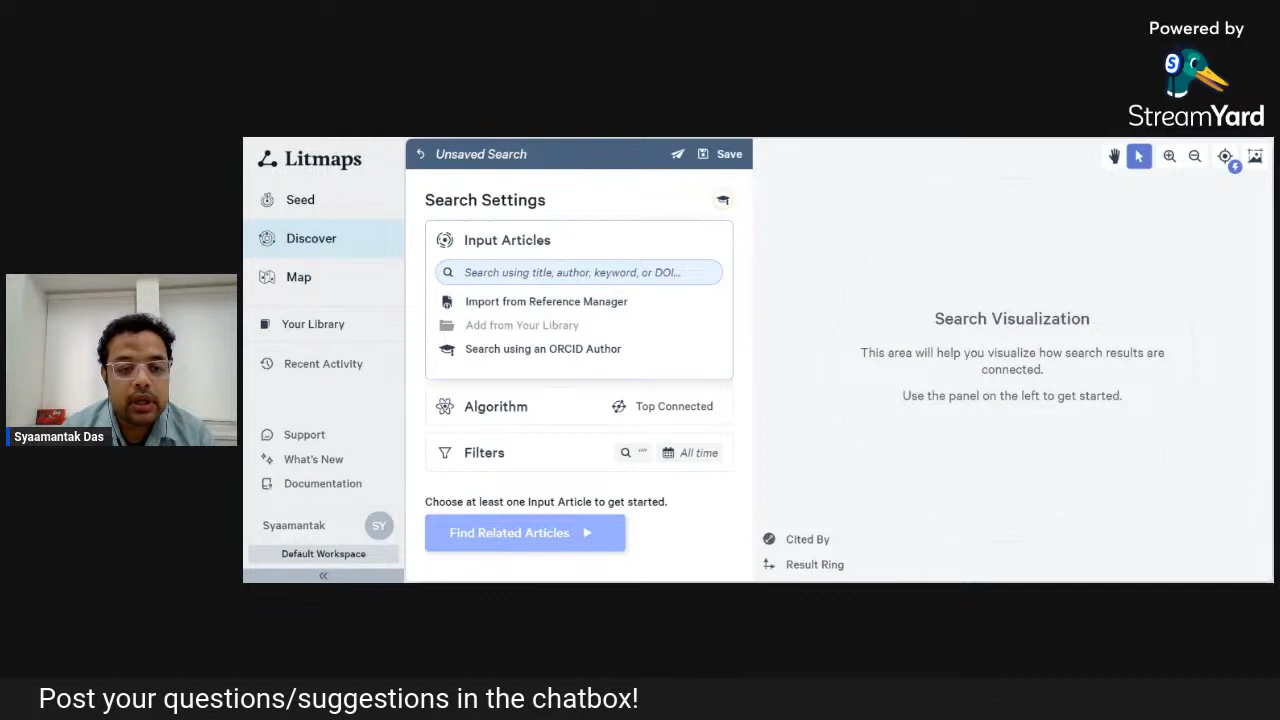 Powered by
S
StreamYard
Litmaps
Seed
Discover
Map
Your Library
Recent Activity
Support
What's New
Documentation
Syaamantak
SY
Default Workspace
«
Unsaved Search
Save
Search Settings
Input Articles
Search using title, author, keyword, or DOI...
Import from Reference Manager
Add from Your Library
Search using an ORCID Author
Algorithm
Top Connected
Filters
""
All time
Choose at least one Input Article to get started.
Find Related Articles
Search Visualization
This area will help you visualize how search results are
connected.
Use the panel on the left to get started.
Cited By
Result Ring
Syaamantak Das
Post your questions/suggestions in the chatbox!